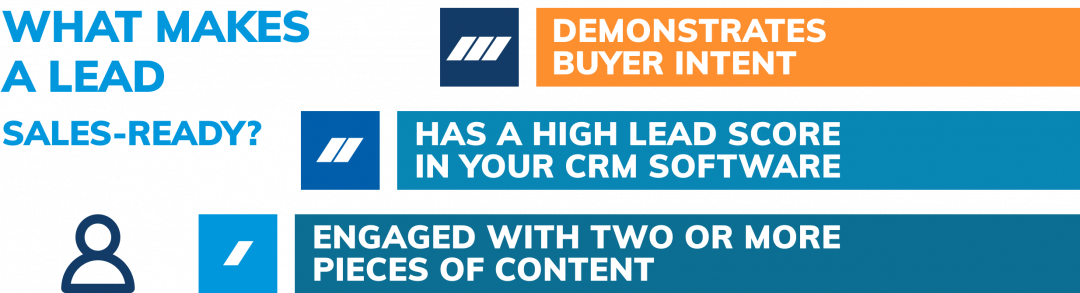 WHAT MAKES
A LEAD
SALES-READY?
DEMONSTRATES
BUYER INTENT
HAS A HIGH LEAD SCORE
IN YOUR CRM SOFTWARE
ENGAGED WITH TWO OR MORE
PIECES OF CONTENT